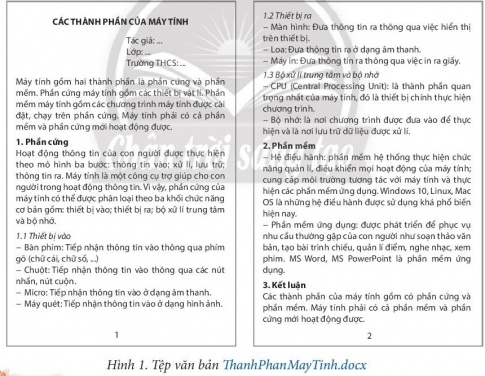 CÁC THÀNH PHẦN CỦA MÁY TÍNH
Tác giả: ...
Lớp: ...
Trường THCS: ...
Máy tính gồm hai thành phần là phần cứng và phần
mềm. Phần cứng máy tính gồm các thiết bị vật lí. Phần
mềm máy tính gồm các chương trình máy tính được cài
đặt, chạy trên phần cứng. Máy tính phải có cả phần
mềm và phần cứng mới hoạt động được.
1. Phần cứng
Hoạt động thông tin của con người được thực hiện
theo mô hình ba bước: thông tin vào; xử lí, lưu trữ;
thông tin ra. Máy tính là một công cụ trợ giúp cho con
người trong hoạt động thông tin. Vì vậy, phần cứng của
máy tính có thể được phân loại theo ba khối chức năng
cơ bản gồm: thiết bị vào; thiết bị ra; bộ xử lí trung tâm
và bộ nhớ.
1.1 Thiết bị vào
– Bàn phím: Tiếp nhận thông tin vào thông qua phím
gõ (chữ cái, chữ số, ...)
– Chuột: Tiếp nhận thông tin vào thông qua các nút
nhấn, nút cuộn.
– Micro: Tiếp nhận thông tin vào ở dạng âm thanh.
– Máy quét: Tiếp nhận thông tin vào ở dạng hình ảnh.
1
1.2 Thiết bị ra
– Màn hình: Đưa thông tin ra thông qua việc hiển thị
trên thiết bị.
– Loa: Đưa thông tin ra ở dạng âm thanh.
– Máy in: Đưa thông tin ra thông qua việc in ra giấy.
1.3 Bộ xử lí trung tâm và bộ nhớ
– CPU (Central Processing Unit): là thành phần quan
trọng nhất của máy tính, đó là thiết bị chính thực hiện
chương trình.
– Bộ nhớ: là nơi chương trình được đưa vào để thực
hiện và là nơi lưu trữ dữ liệu được xử lí.
2. Phần mềm
– Hệ điều hành: phần mềm hệ thống thực hiện chức
năng quản lí, điều khiển mọi hoạt động của máy tính;
cung cấp môi trường tương tác với máy tính và thực
hiện các phần mềm ứng dụng. Windows 10, Linux, Mac
OS là những hệ điều hành được sử dụng khá phổ biến
hiện nay.
– Phần mềm ứng dụng: được phát triển để phục vụ
nhu cầu thường gặp của con người như soạn thảo văn
bản, tạo bài trình chiếu, quản lí điểm, nghe nhạc, xem
phim. MS Word, MS PowerPoint là phần mềm ứng
dụng.
3. Kết luận
Các thành phần của máy tính gồm có phần cứng và
phần mềm. Máy tính phải có cả phần mềm và phần
cứng mới hoạt động được.
2
Chân trời sáng tạo
Hình 1. Tệp văn bản ThanhPhanMayTinh.docx